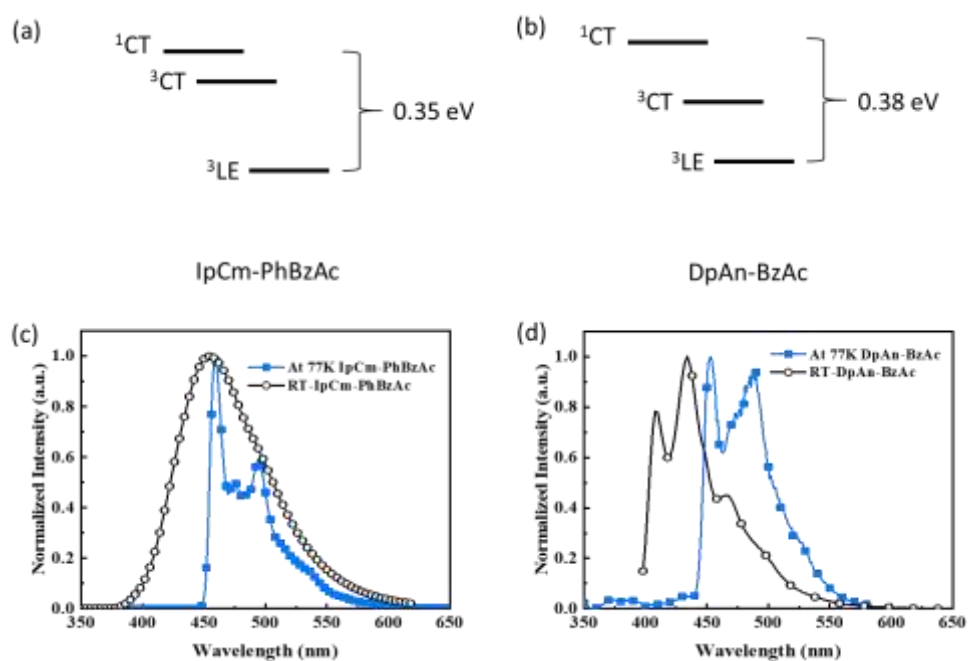 (a)
¹CT
³CT
0.35 eV
³LE
IpCm-PhBzAc
(b)
¹CT
³CT
0.38 eV
³LE
DpAn-BzAc
(c)
At 77K IpCm-PhBzAc
RT-IpCm-PhBzAc
Normalized Intensity (a.u.)
1.0
0.8
0.6
0.4
0.2
0.0
350 400 450 500 550 600 650
Wavelength (nm)
(d)
At 77K DpAn-BzAc
RT-DpAn-BzAc
Normalized Intensity (a.u.)
1.0
0.8
0.6
0.4
0.2
0.0
350 400 450 500 550 600 650
Wavelength (nm)